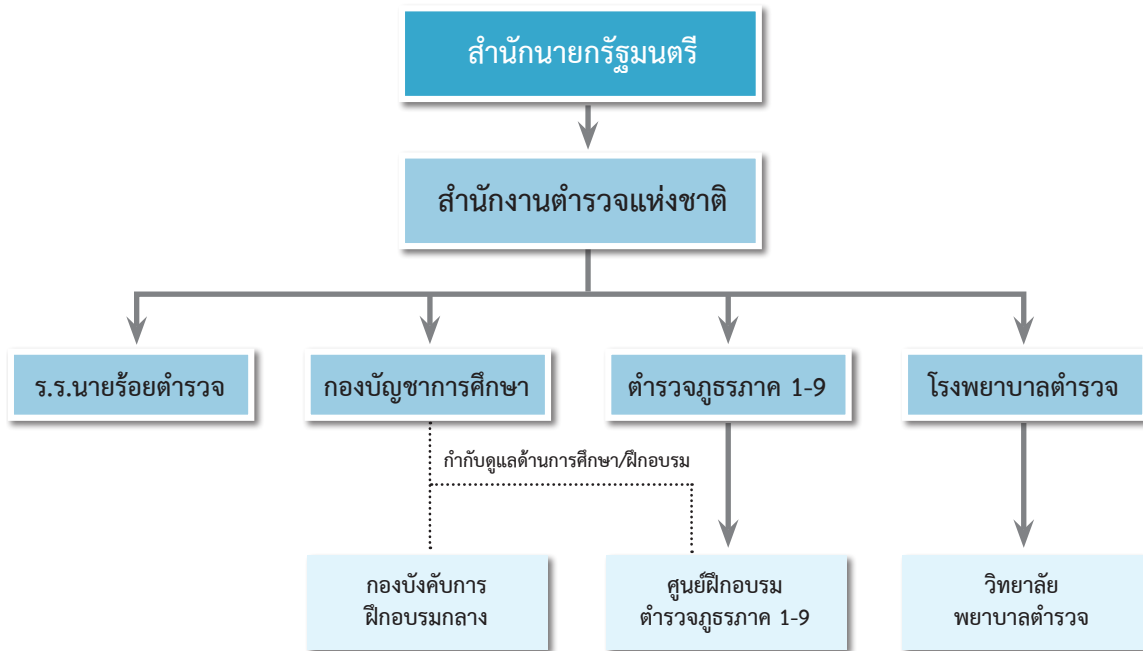 สำนักนายกรัฐมนตรี
สำนักงานตำรวจแห่งชาติ
ร.ร.นายร้อยตำรวจ
กองบัญชาการศึกษา
ตำรวจภูธรภาค 1-9
โรงพยาบาลตำรวจ
กำกับดูแลด้านการศึกษา/ฝึกอบรม
กองบังคับการ
ฝึกอบรมกลาง
ศูนย์ฝึกอบรม
ตำรวจภูธรภาค 1-9
วิทยาลัย
พยาบาลตำรวจ